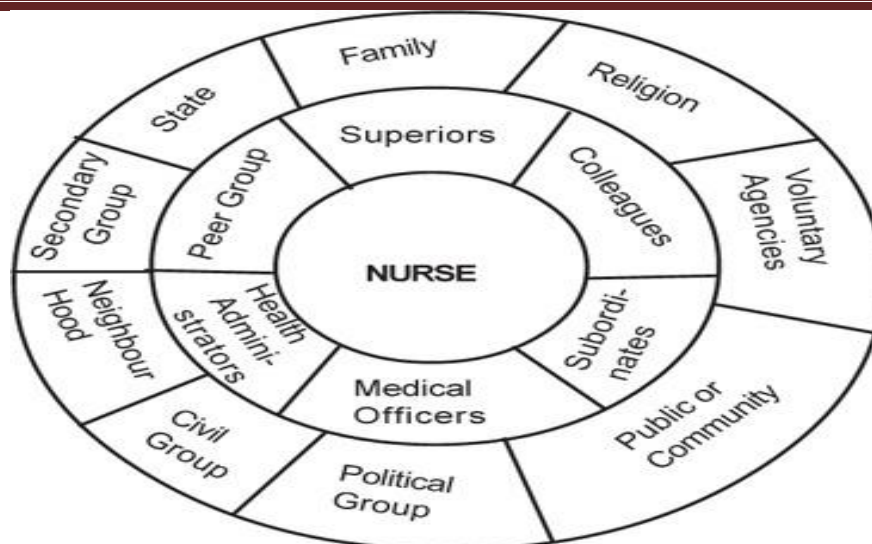 Family
Religion
Voluntary
Agencies
Public or
Community
Political
Group
Civil
Group
Neighbour
Hood
Secondary
Group
State
Superiors
Colleagues
Subordi-
nates
Medical
Officers
Health
Admini-
strators
Peer Group
NURSE